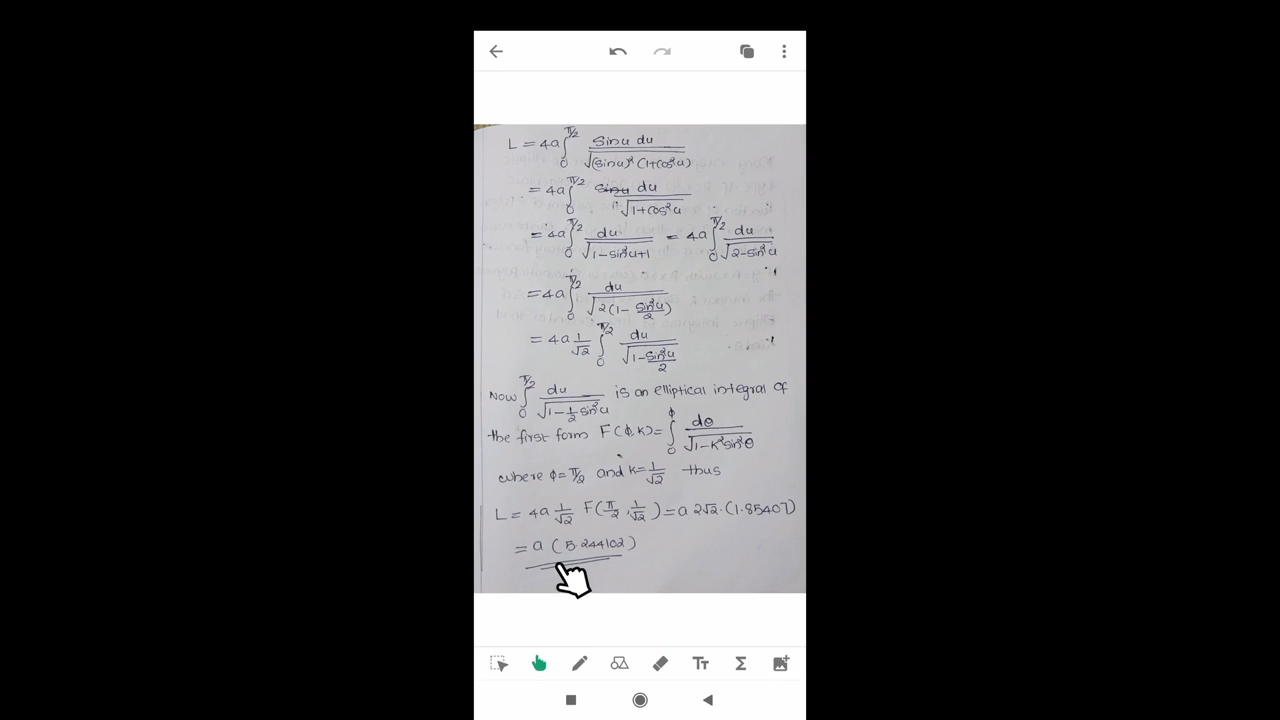 L = 4a ∫₀^{π/2} sinu du / √((sinu)² (1+cos²u))
= 4a ∫₀^{π/2} du / √(1+cos²u)
= 4a ∫₀^{π/2} du / √(1-sin²u+1) = 4a ∫₀^{π/2} du / √(2-sin²u)
= 4a ∫₀^{π/2} du / √(2(1- sin²u/2))
= 4a 1/√2 ∫₀^{π/2} du / √(1-sin²u/2)
Now ∫₀^{π/2} du / √(1-½ sin²u) is an elliptical integral of
the first form F(φ,k)= ∫₀^φ dθ / √(1-k²sin²θ)
where φ=π/2 and k=1/√2 thus
L = 4a 1/√2 F(π/2, 1/√2) = a 2√2·(1.85407)
= a (5.244102)
Tт Σ